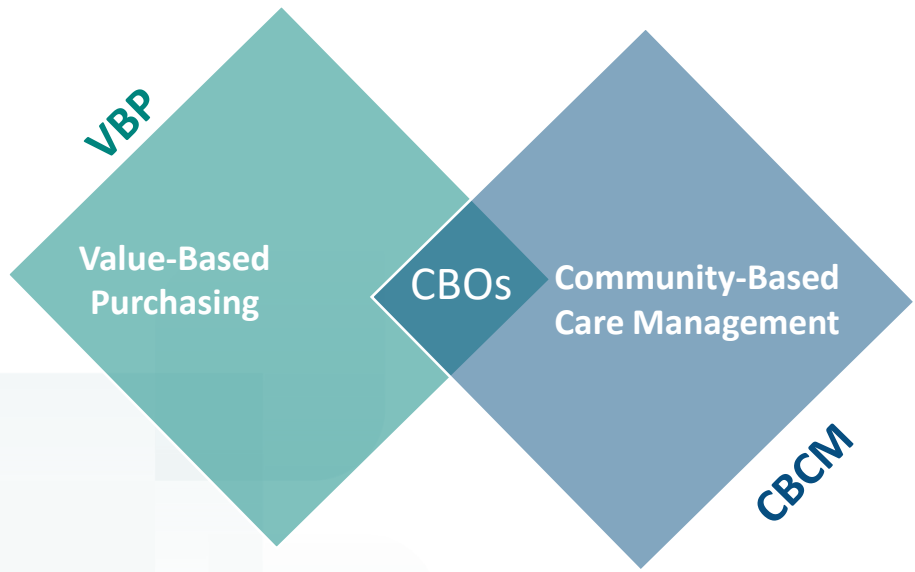 VBP
Value-Based
Purchasing
CBOs
Community-Based
Care Management
CBCM